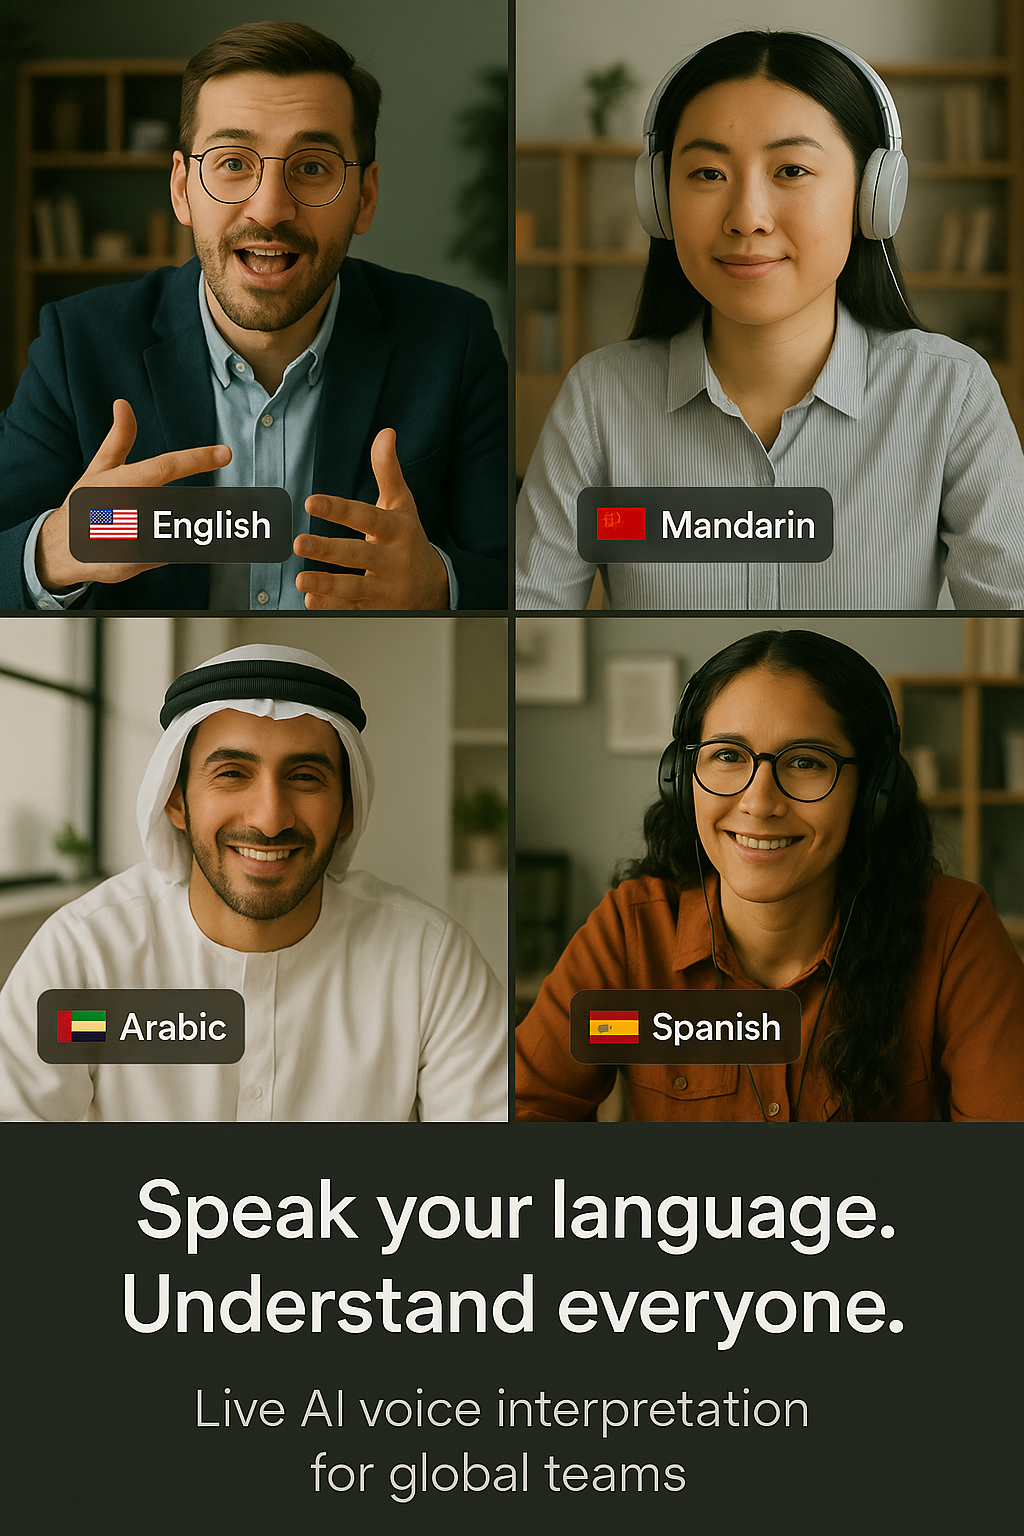 English
Mandarin
Arabic
Spanish
Speak your language.
Understand everyone.
Live AI voice interpretation
for global teams